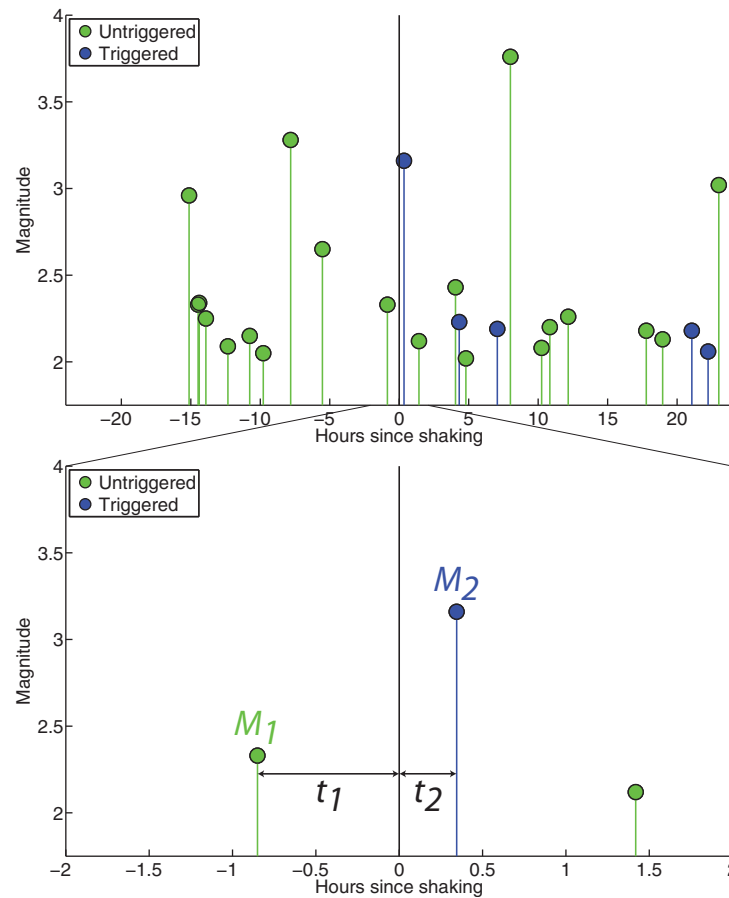 Untriggered
Triggered
4
3.5
3
2.5
2
Magnitude
−20 −15 −10 −5 0 5 10 15 20
Hours since shaking
Untriggered
Triggered
4
3.5
3
2.5
2
Magnitude
M1
M2
t1 t2
−2 −1.5 −1 −0.5 0 0.5 1 1.5 2
Hours since shaking